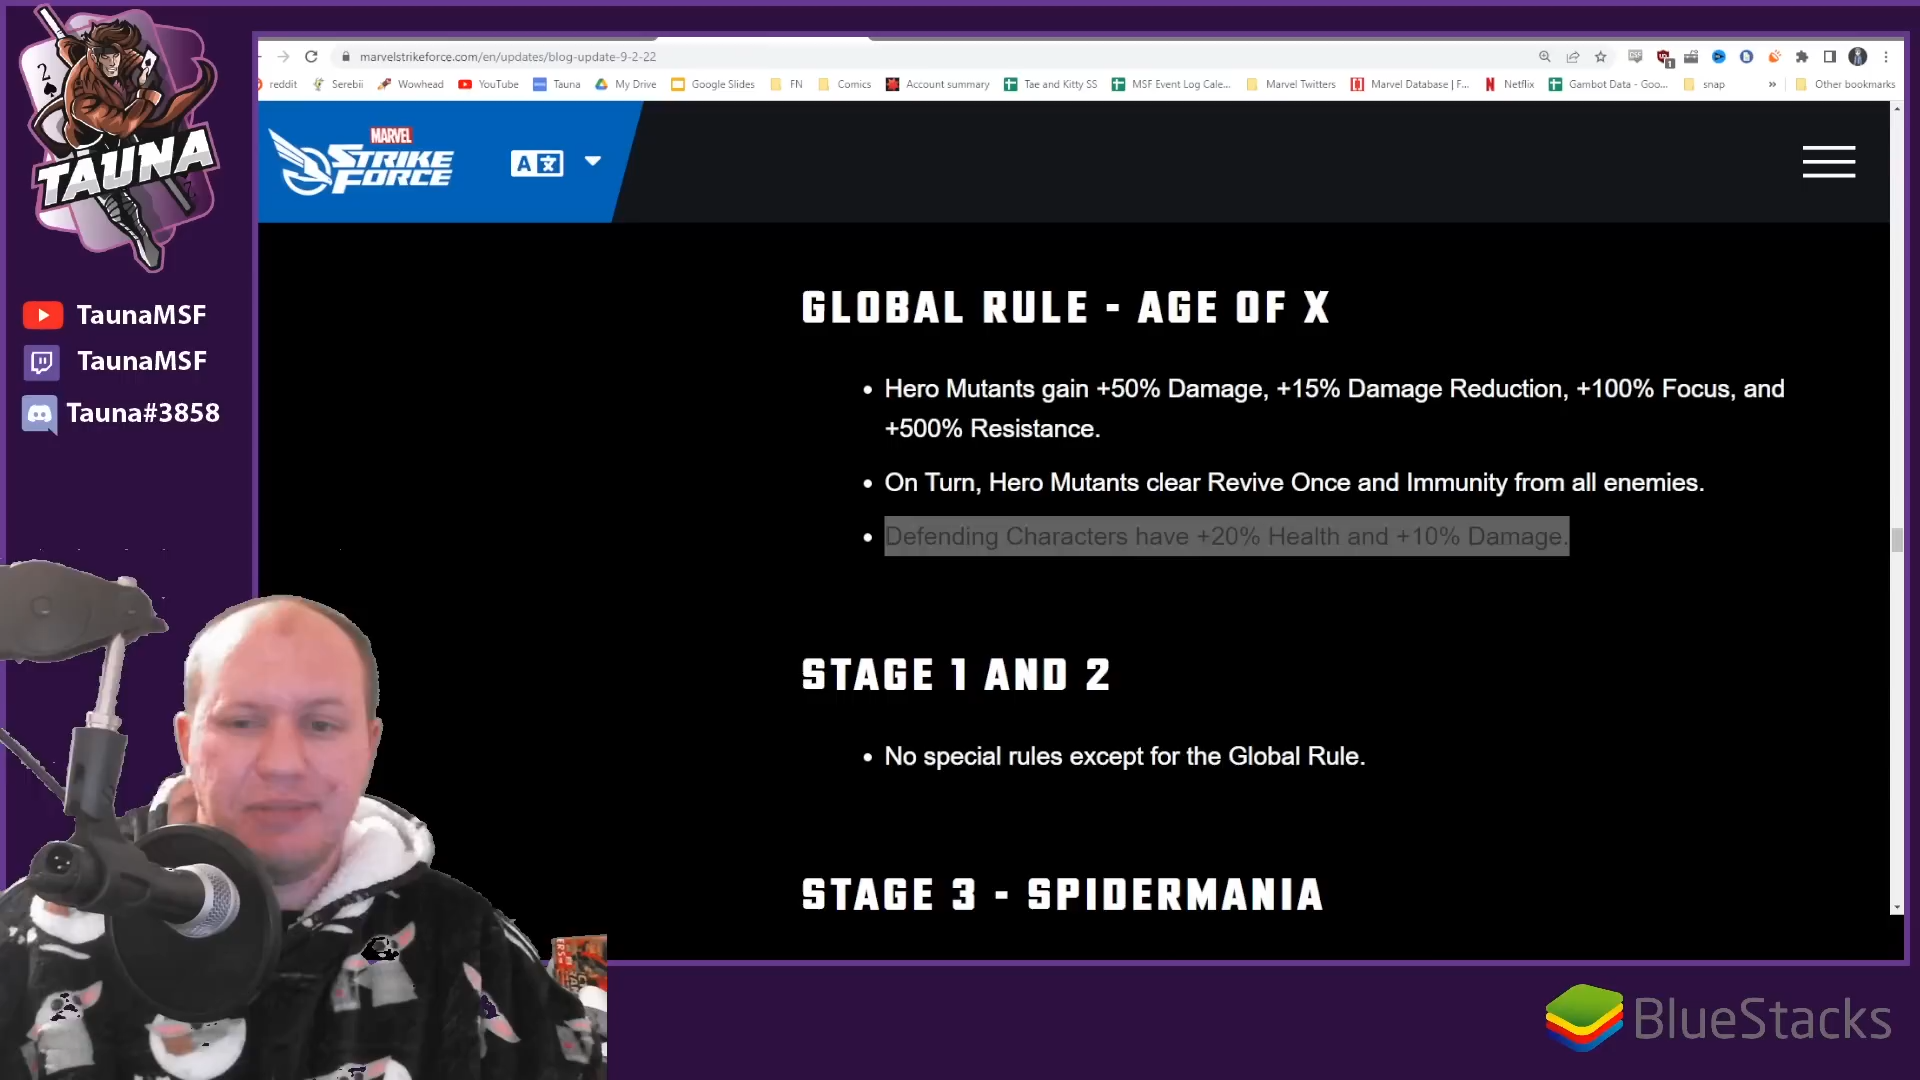 TAUNA
TaunaMSF
TaunaMSF
Tauna#3858
marvelstrikeforce.com/en/updates/blog-update-9-2-22
reddit Serebii Wowhead YouTube Tauna My Drive Google Slides FN Comics Account summary Tae and Kitty SS MSF Event Log Cale... Marvel Twitters Marvel Database | F... Netflix Gambot Data - Goo... snap » Other bookmarks
MARVEL
STRIKE
FORCE
GLOBAL RULE - AGE OF X
• Hero Mutants gain +50% Damage, +15% Damage Reduction, +100% Focus, and
+500% Resistance.
• On Turn, Hero Mutants clear Revive Once and Immunity from all enemies.
• Defending Characters have +20% Health and +10% Damage.
STAGE 1 AND 2
• No special rules except for the Global Rule.
STAGE 3 - SPIDERMANIA
BlueStacks